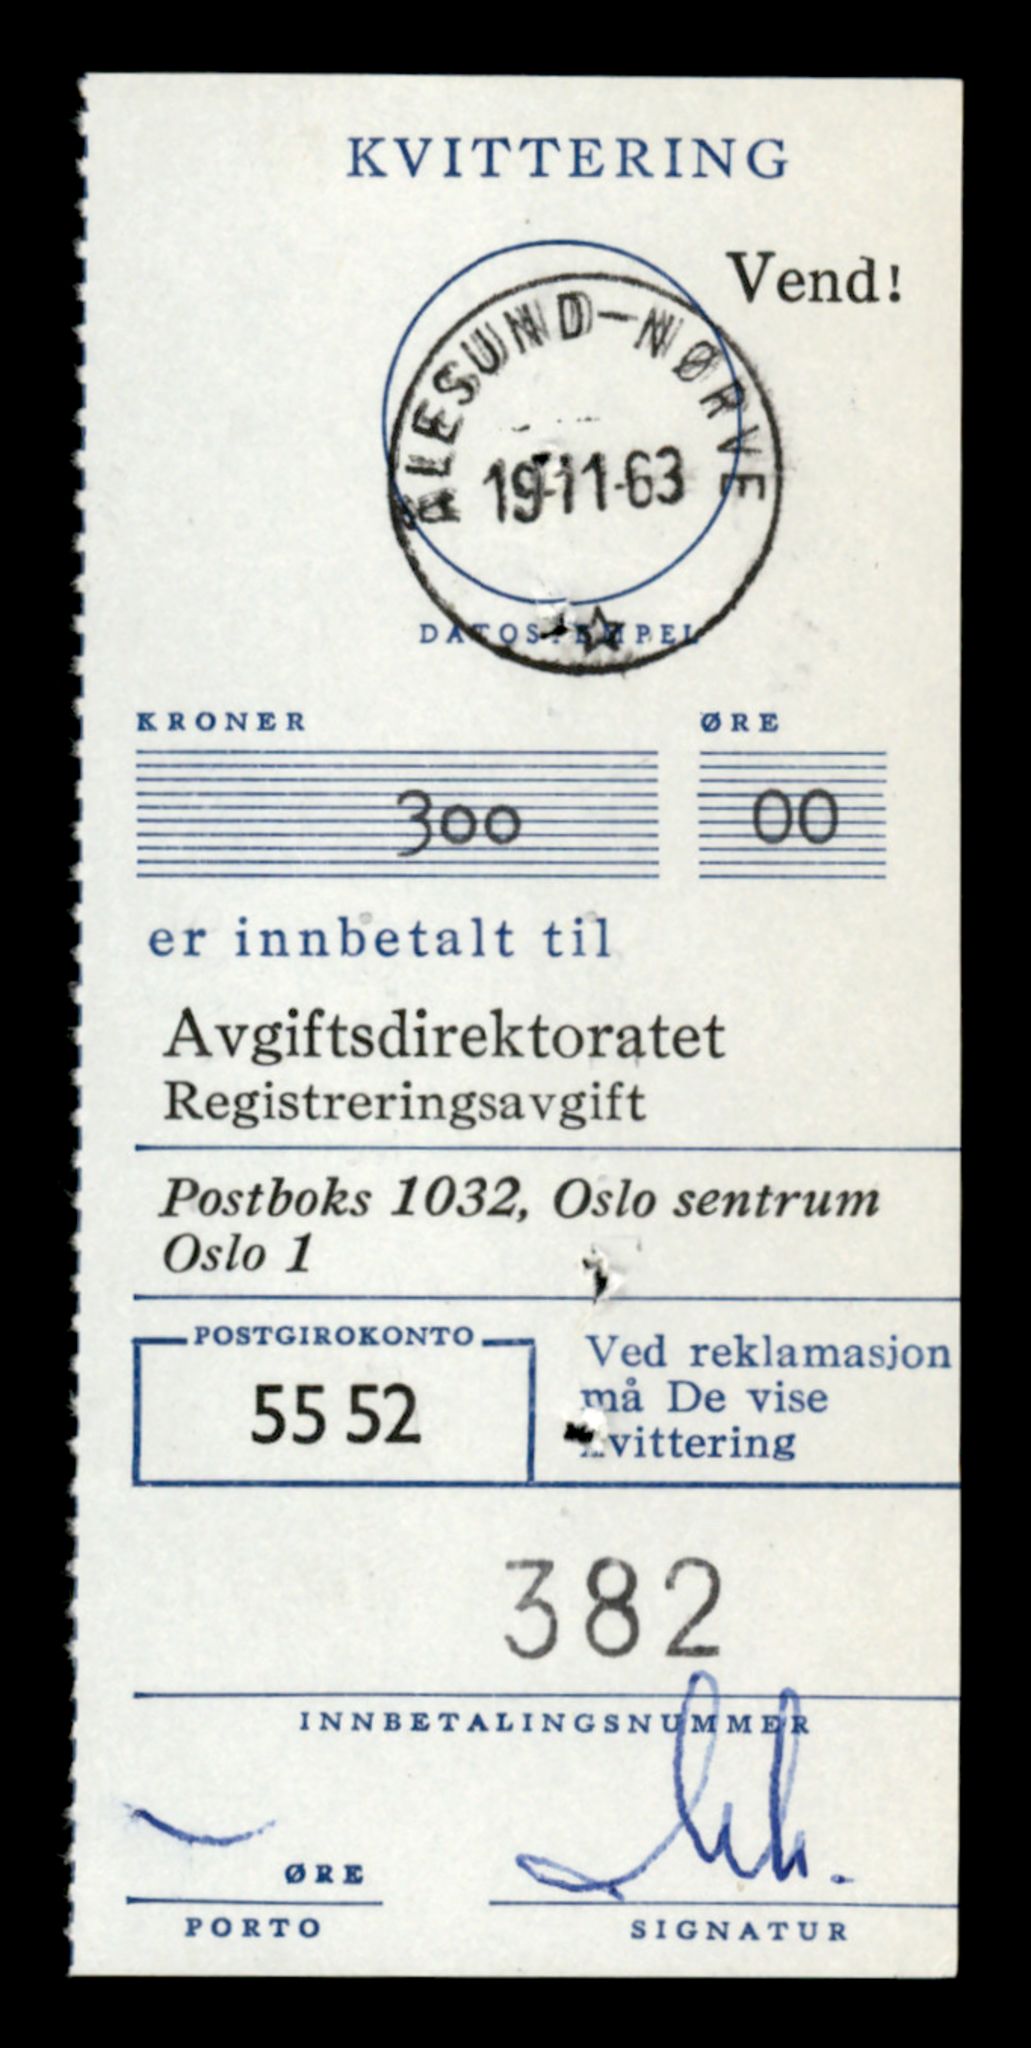 KVITTERING
Vend!
ÅLESUND-NØRVE
19-11-63
DATOSTEMPEL
KRONER ØRE
300 00
er innbetalt til
Avgiftsdirektoratet
Registreringsavgift
Postboks 1032, Oslo sentrum
Oslo 1
POSTGIROKONTO
55 52
Ved reklamasjon
må De vise
kvittering
382
INNBETALINGSNUMMER
ØRE
PORTO
SIGNATUR